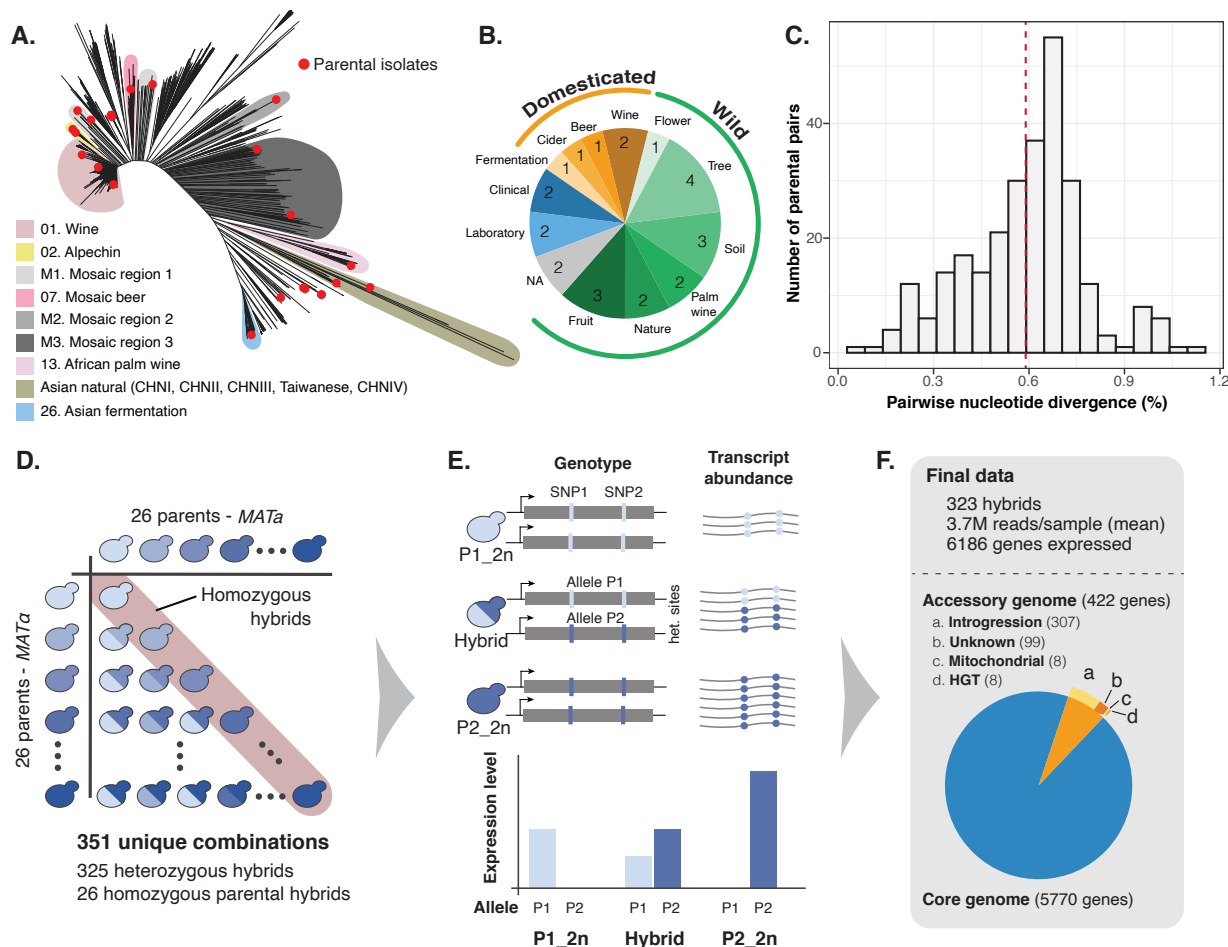 A.
Parental isolates
01. Wine
02. Alpechin
M1. Mosaic region 1
07. Mosaic beer
M2. Mosaic region 2
M3. Mosaic region 3
13. African palm wine
Asian natural (CHNI, CHNII, CHNIII, Taiwanese, CHNIV)
26. Asian fermentation
B.
Domesticated
Wild
Wine
2
Flower
1
Tree
4
Soil
3
Palm
wine
2
Nature
2
Fruit
3
NA
2
Laboratory
2
Clinical
2
Fermentation
1
Cider
1
Beer
1
C.
Number of parental pairs
40
20
0
0.0
0.3
0.6
0.9
1.2
Pairwise nucleotide divergence (%)
D.
26 parents - MATa
26 parents - MATα
Homozygous
hybrids
351 unique combinations
325 heterozygous hybrids
26 homozygous parental hybrids
E.
Genotype
Transcript
abundance
SNP1
SNP2
P1_2n
Allele P1
Allele P2
het. sites
Hybrid
P2_2n
Expression level
Allele
P1
P2
P1
P2
P1
P2
P1_2n
Hybrid
P2_2n
F.
Final data
323 hybrids
3.7M reads/sample (mean)
6186 genes expressed
Accessory genome (422 genes)
a. Introgression (307)
b. Unknown (99)
c. Mitochondrial (8)
d. HGT (8)
a
b
c
d
Core genome (5770 genes)